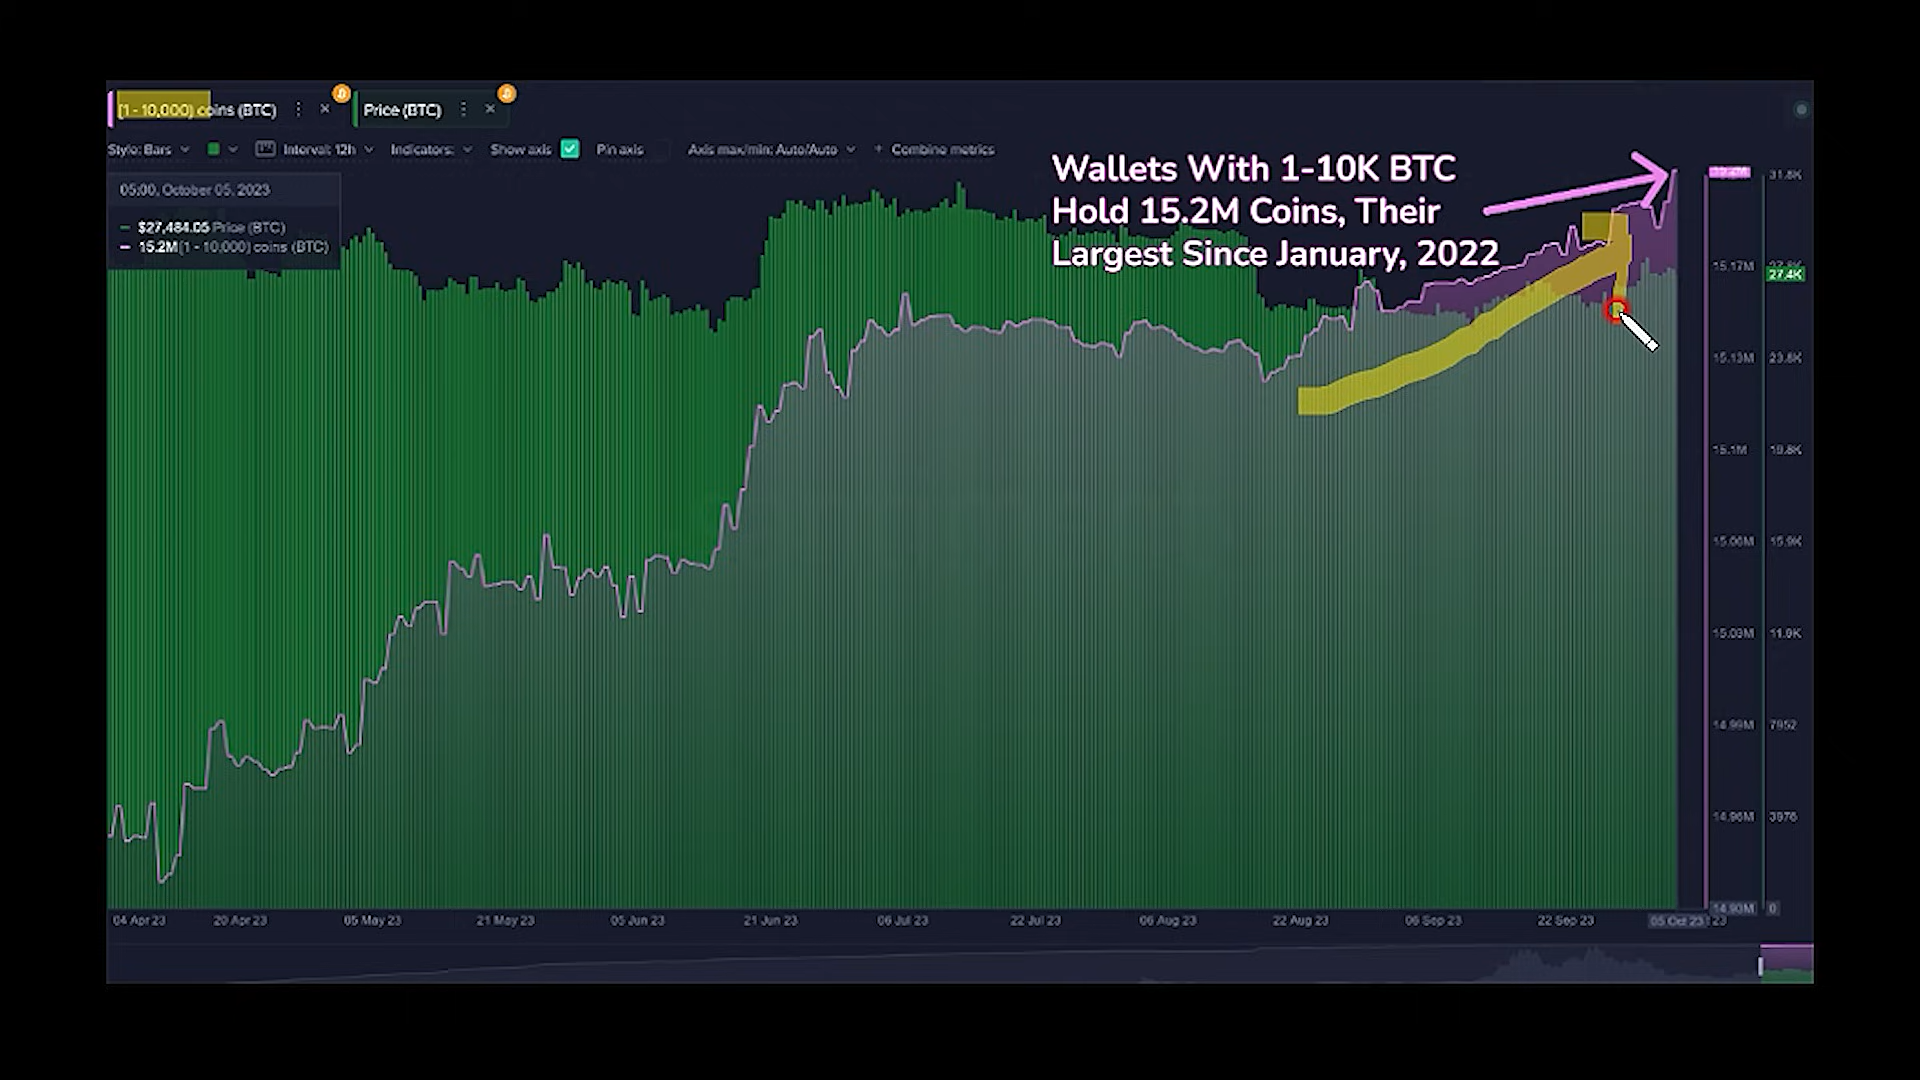 [1 - 10,000) coins (BTC)
Price (BTC)
Style: Bars
Interval: 12h
Indicators:
Show axis
Pin axis
Axis max/min: Auto/Auto
+ Combine metrics
05:00, October 05, 2023
$27,484.05 Price (BTC)
15.2M [1 - 10,000) coins (BTC)
Wallets With 1-10K BTC
Hold 15.2M Coins, Their
Largest Since January, 2022
31.8K
15.17M
27.4K
15.13M 23.8K
15.1M 19.8K
15.06M 15.9K
15.03M 11.9K
14.99M 7952
14.96M 3976
14.93M 0
04 Apr 23 20 Apr 23 05 May 23 21 May 23 05 Jun 23 21 Jun 23 06 Jul 23 22 Jul 23 06 Aug 23 22 Aug 23 06 Sep 23 22 Sep 23 05 Oct 23 23